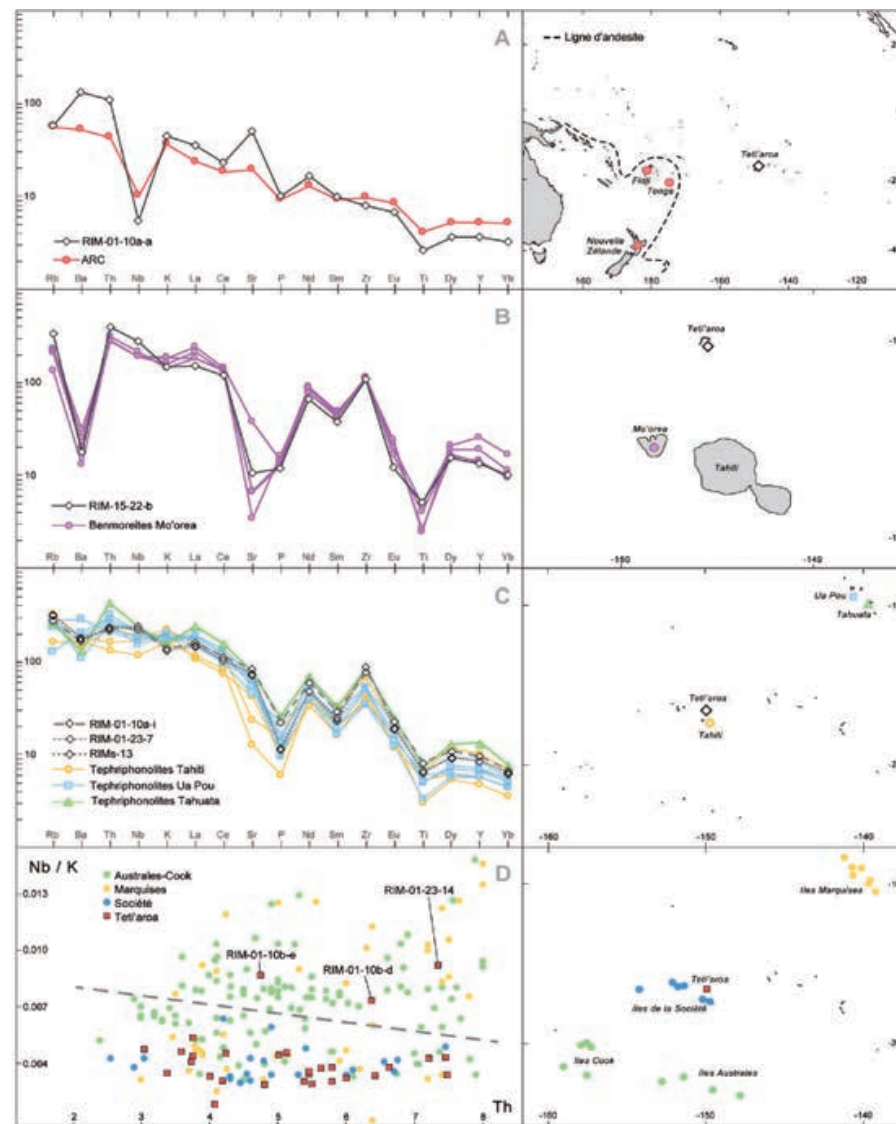 A
100
10
RIM-01-10a-a
ARC
Rb Ba Th Nb K La Ce Sr P Nd Sm Zr Eu Ti Dy Y Yb
Ligne d'andesite
Teti'aroa
Fidji
Tonga
Nouvelle
Zélande
160 180 -160 -140 -120
-2
-4
B
100
10
RIM-15-22-b
Benmoreites Mo'orea
Rb Ba Th Nb K La Ce Sr P Nd Sm Zr Eu Ti Dy Y Yb
Teti'aroa
Mo'orea
Tahiti
-150 -140
C
100
10
RIM-01-10a-i
RIM-01-23-7
RIMs-13
Tephriphonolites Tahiti
Tephriphonolites Ua Pou
Tephriphonolites Tahuata
Rb Ba Th Nb K La Ce Sr P Nd Sm Zr Eu Ti Dy Y Yb
Ua Pou
Tahuata
Teti'aroa
Tahiti
-160 -150 -140
Nb / K
D
Australes-Cook
Marquises
Société
Teti'aroa
0.013
0.010
0.007
0.004
RIM-01-23-14
RIM-01-10b-e
RIM-01-10b-d
2 3 4 5 6 7 8
Th
Iles Marquises
Teti'aroa
Iles de la Société
Iles Cook
Iles Australes
-160 -150 -140